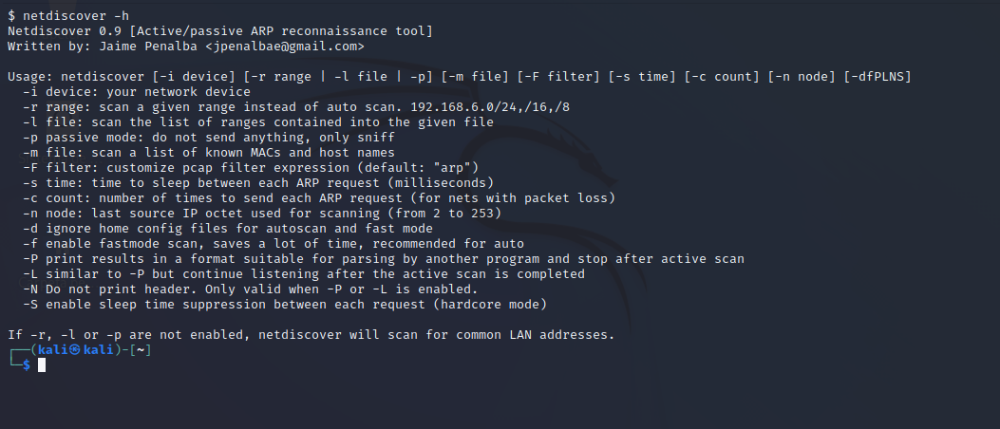 $ netdiscover -h
Netdiscover 0.9 [Active/passive ARP reconnaissance tool]
Written by: Jaime Penalba <jpenalbae@gmail.com>

Usage: netdiscover [-i device] [-r range | -l file | -p] [-m file] [-F filter] [-s time] [-c count] [-n node] [-dfPLNS]
  -i device: your network device
  -r range: scan a given range instead of auto scan. 192.168.6.0/24,/16,/8
  -l file: scan the list of ranges contained into the given file
  -p passive mode: do not send anything, only sniff
  -m file: scan a list of known MACs and host names
  -F filter: customize pcap filter expression (default: "arp")
  -s time: time to sleep between each ARP request (milliseconds)
  -c count: number of times to send each ARP request (for nets with packet loss)
  -n node: last source IP octet used for scanning (from 2 to 253)
  -d ignore home config files for autoscan and fast mode
  -f enable fastmode scan, saves a lot of time, recommended for auto
  -P print results in a format suitable for parsing by another program and stop after active scan
  -L similar to -P but continue listening after the active scan is completed
  -N Do not print header. Only valid when -P or -L is enabled.
  -S enable sleep time suppression between each request (hardcore mode)

If -r, -l or -p are not enabled, netdiscover will scan for common LAN addresses.
┌──(kali㉿kali)-[~]
└─$